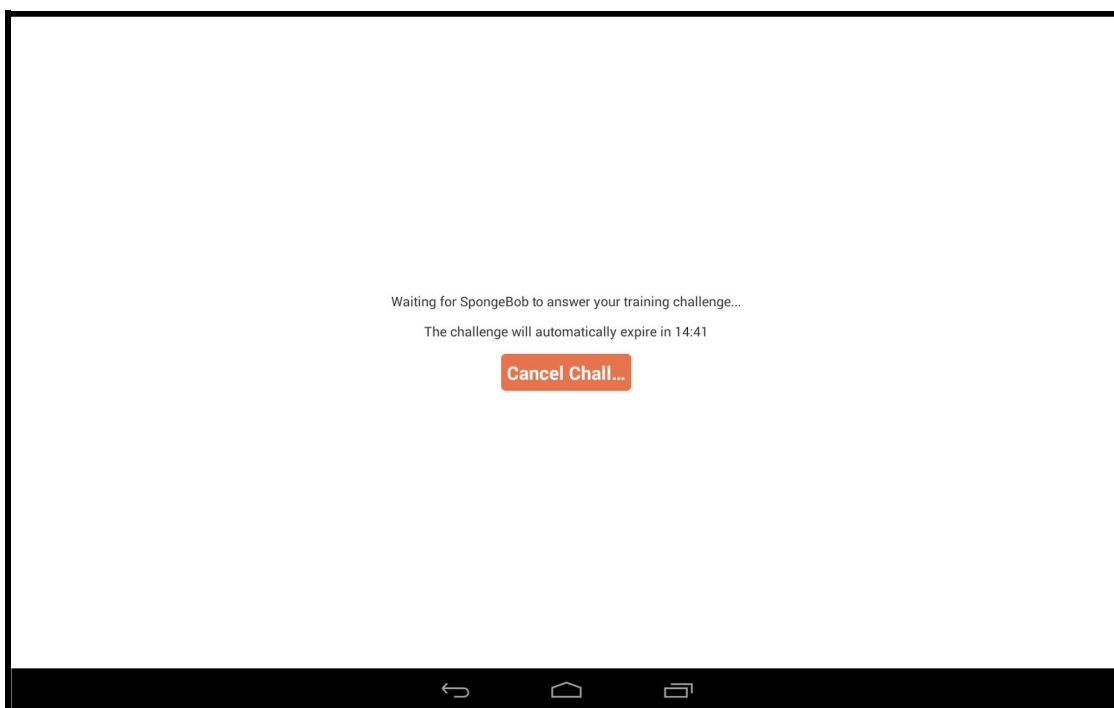 Waiting for SpongeBob to answer your training challenge...
The challenge will automatically expire in 14:41
Cancel Chall...